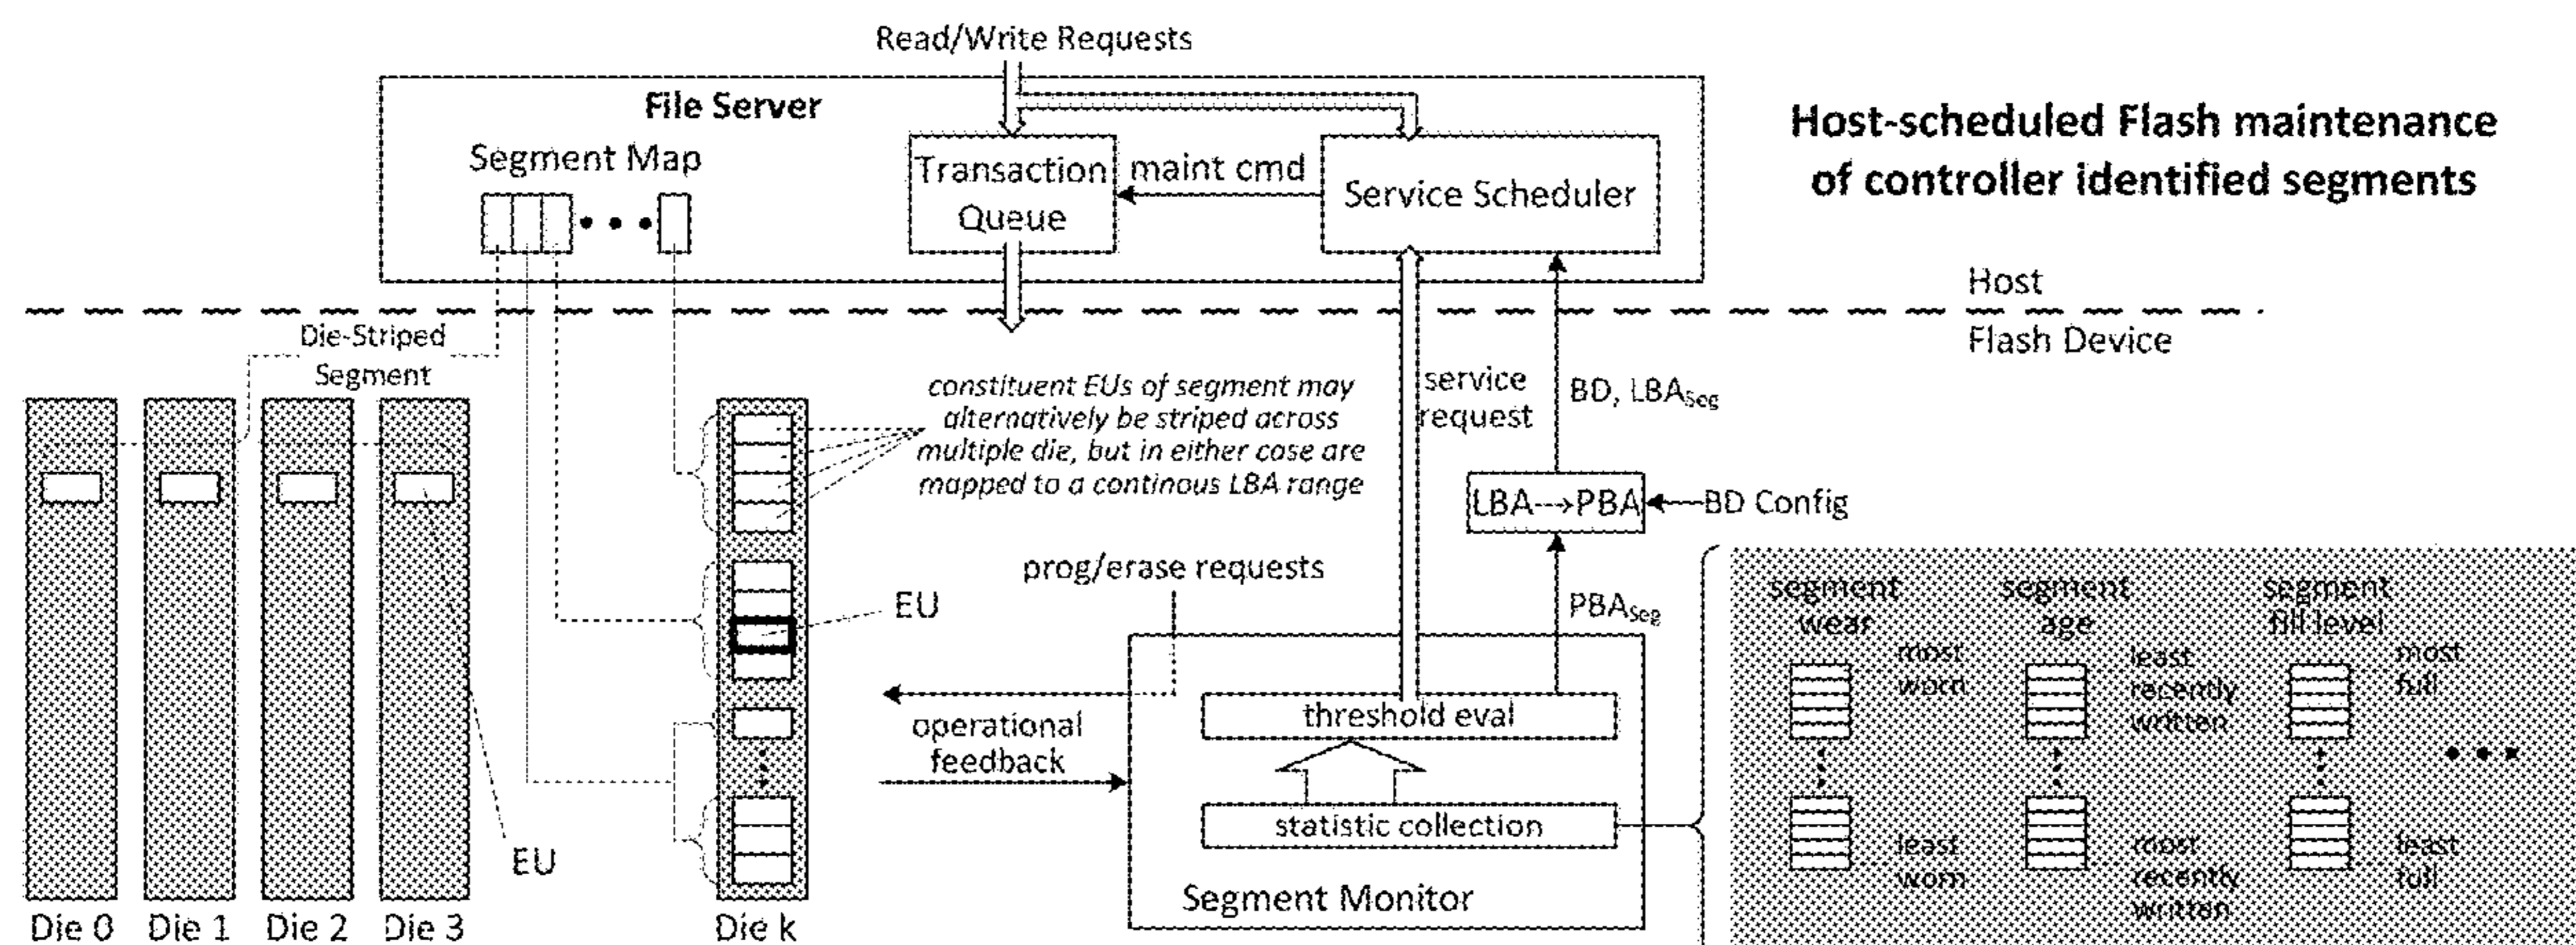 Read/Write Requests
File Server
Segment Map
Transaction
Queue
maint cmd
Service Scheduler
Host-scheduled Flash maintenance
of controller identified segments
Host
Flash Device
Die-Striped
Segment
constituent EUs of segment may
alternatively be striped across
multiple die, but in either case are
mapped to a continous LBA range
service
request
BD, LBASeg
LBA→PBA
BD Config
prog/erase requests
EU
PBASeg
operational
feedback
threshold eval
statistic collection
Segment Monitor
EU
segment
wear
most
worn
least
worn
segment
age
least
recently
written
most
recently
written
segment
fill level
most
full
least
full
Die 0
Die 1
Die 2
Die 3
Die k